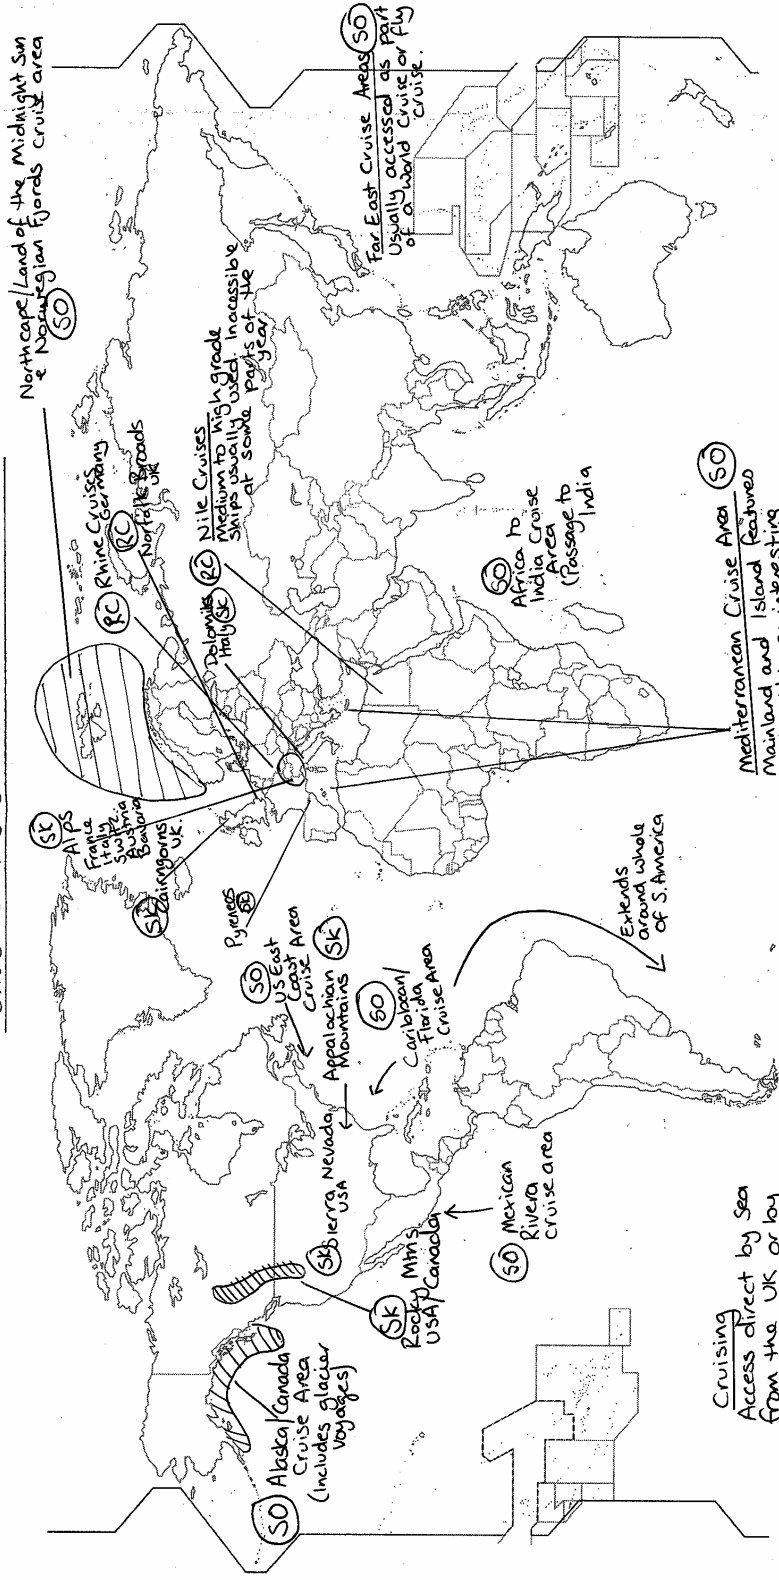 Northcape/Land of the Midnight Sun
& Norwegian Fjords cruise area
SO
Far East Cruise Areas SO
Usually accessed as part
of a World Cruise or fly
cruise.
RC Rhine Cruises
Germany
RC
Norfolk Broads
UK
RC Nile Cruises
Medium to high grade
ships usually used. Inacessible
at some parts of the
year
Dolomites
Italy SK
SK
Alps
France
Italy
Switz.
Austria
Bavaria
SK Cairngorns
UK.
Pyrenees
SK
SO
US East
Coast Area
Cruise
Appalachian SK
Mountains
SO
Caribbean/
Florida
Cruise Area
Extends
around whole
of S. America
SO
Africa to
India Cruise
Area
(Passage to
India
Mediterranean Cruise Area SO
Mainland and Island features
SK Sierra Nevada
USA
SK
Rocky Mtns
USA/Canada
SO Mexican
Rivera
Cruise area
SO Alaska/Canada
Cruise Area
(Includes glacier
voyages)
Cruising
Access direct by Sea
from the UK or by